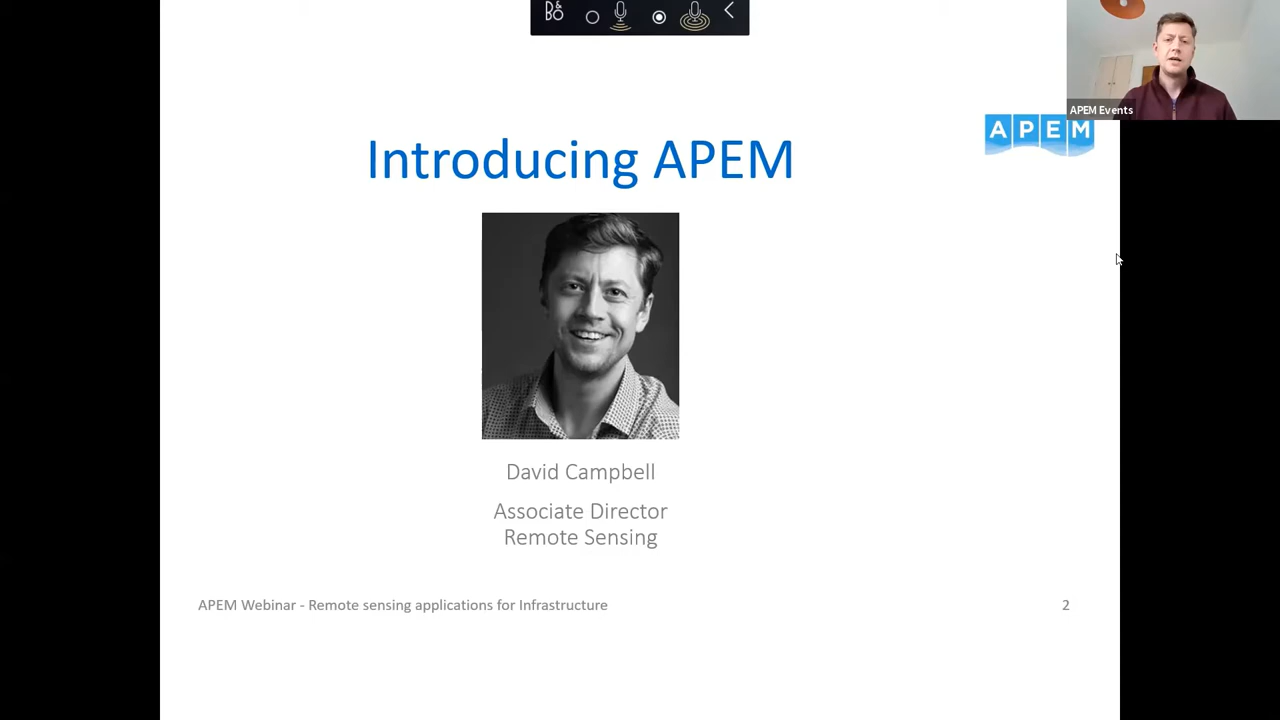 B&O
APEM Events
APEM
Introducing APEM
David Campbell
Associate Director
Remote Sensing
APEM Webinar - Remote sensing applications for Infrastructure
2